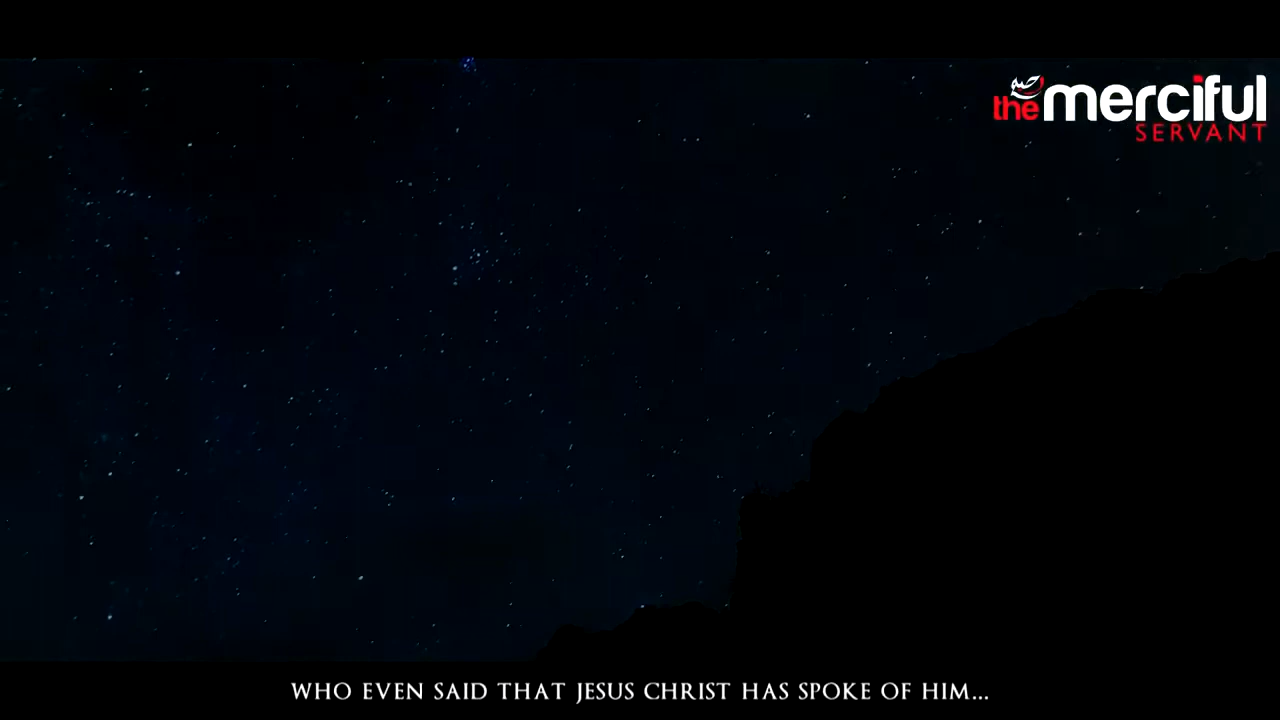 the merciful
SERVANT
WHO EVEN SAID THAT JESUS CHRIST HAS SPOKE OF HIM...